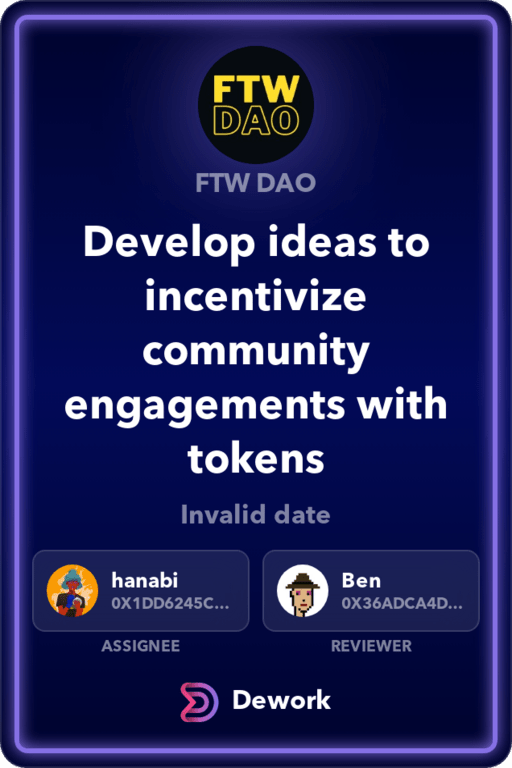 FTW
DAO
FTW DAO
Develop ideas to
incentivize
community
engagements with
tokens
Invalid date
hanabi
0X1DD6245C...
Ben
0X36ADCA4D...
ASSIGNEE
REVIEWER
Dework